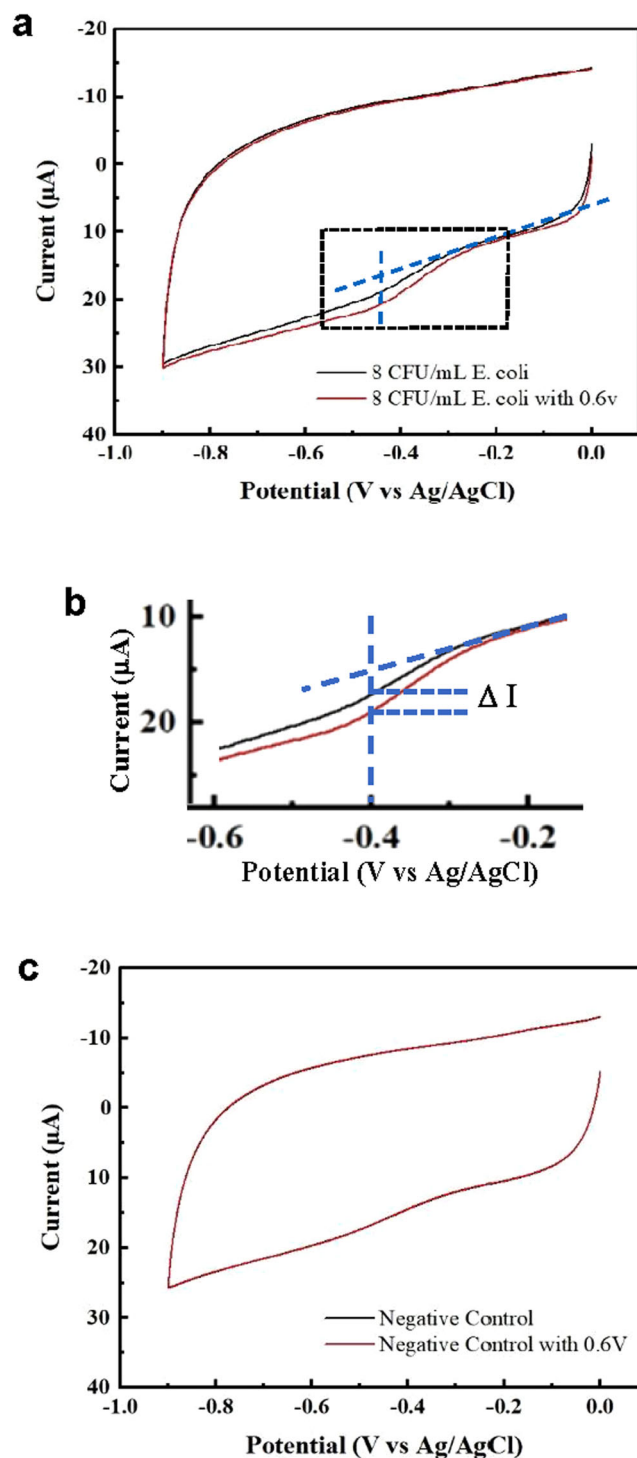 a
-20
-10
0
10
20
30
40
Current (µA)
8 CFU/mL E. coli
8 CFU/mL E. coli with 0.6v
-1.0 -0.8 -0.6 -0.4 -0.2 0.0
Potential (V vs Ag/AgCl)
b
10
20
Current (µA)
Δ I
-0.6 -0.4 -0.2
Potential (V vs Ag/AgCl)
c
-20
-10
0
10
20
30
40
Current (µA)
Negative Control
Negative Control with 0.6V
-1.0 -0.8 -0.6 -0.4 -0.2 0.0
Potential (V vs Ag/AgCl)